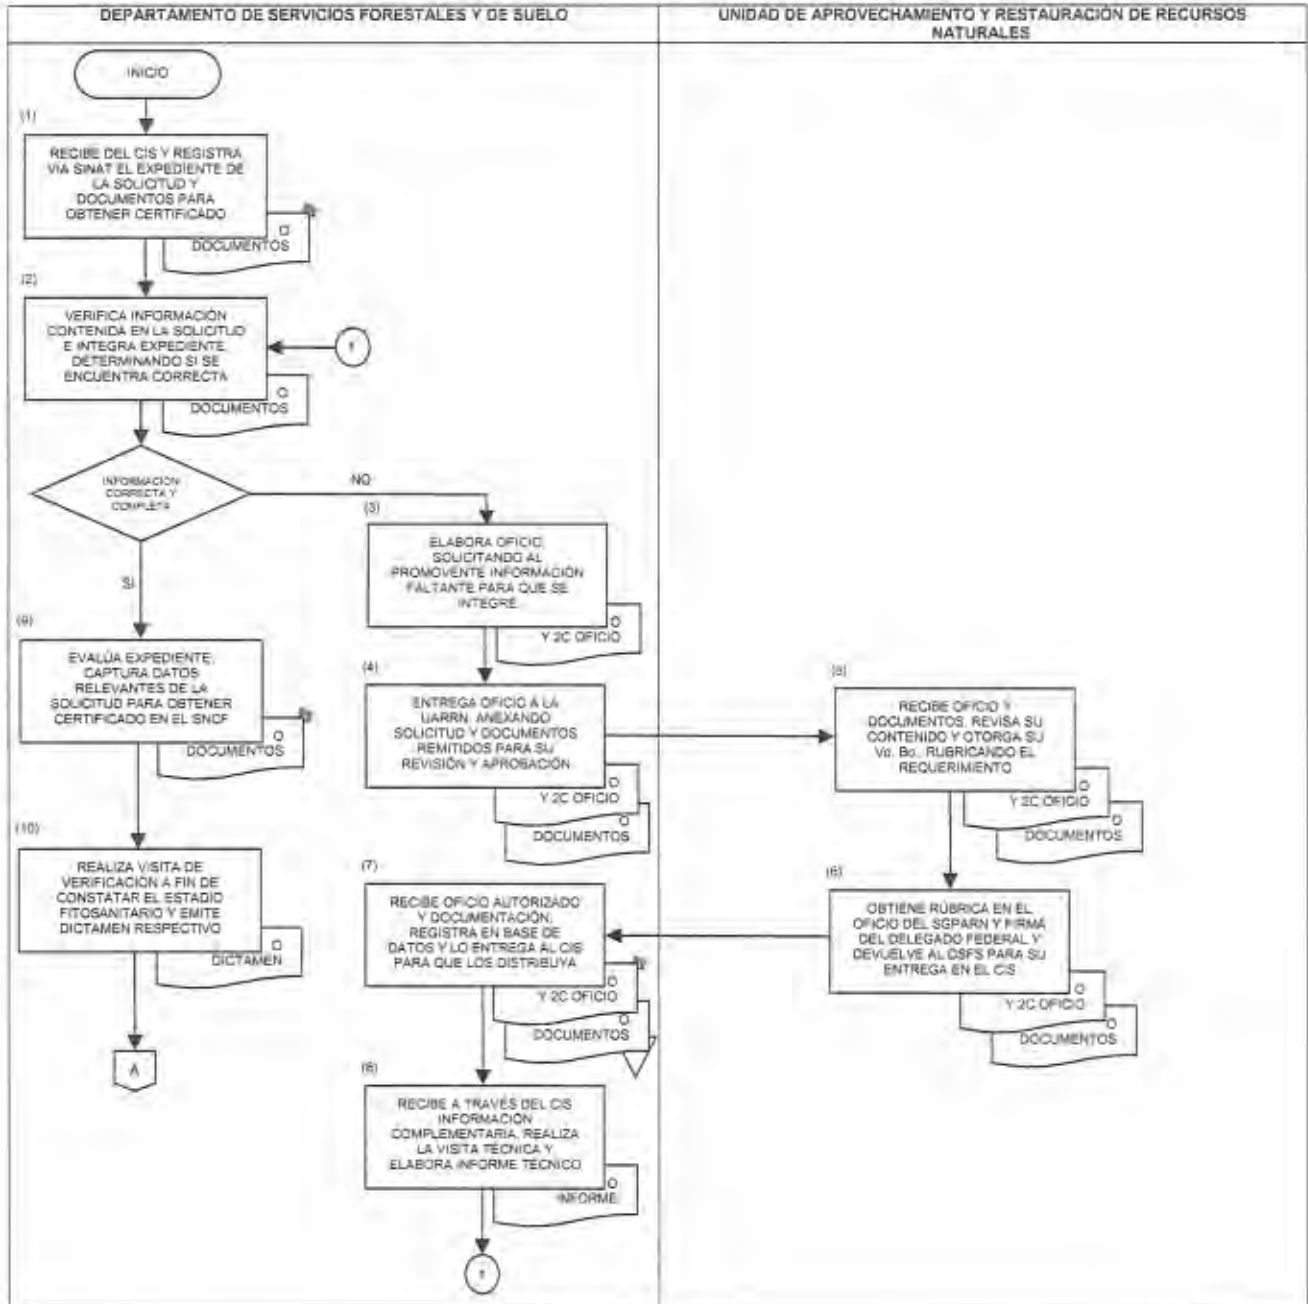 DEPARTAMENTO DE SERVICIOS FORESTALES Y DE SUELO
UNIDAD DE APROVECHAMIENTO Y RESTAURACIÓN DE RECURSOS
NATURALES
INICIO
(1)
RECIBE DEL CIS Y REGISTRA
VIA SINAT EL EXPEDIENTE DE
LA SOLICITUD Y
DOCUMENTOS PARA
OBTENER CERTIFICADO
O
DOCUMENTOS
(2)
VERIFICA INFORMACIÓN
CONTENIDA EN LA SOLICITUD
E INTEGRA EXPEDIENTE
DETERMINANDO SI SE
ENCUENTRA CORRECTA
1
O
DOCUMENTOS
INFORMACION
CORRECTA Y
COMPLETA
NO
SI
(3)
ELABORA OFICIO
SOLICITANDO AL
PROMOVENTE INFORMACIÓN
FALTANTE PARA QUE SE
INTEGRE
O
Y 2C OFICIO
(9)
EVALÚA EXPEDIENTE,
CAPTURA DATOS
RELEVANTES DE LA
SOLICITUD PARA OBTENER
CERTIFICADO EN EL SNCF
O
DOCUMENTOS
(4)
ENTREGA OFICIO A LA
UARRN, ANEXANDO
SOLICITUD Y DOCUMENTOS
REMITIDOS PARA SU
REVISIÓN Y APROBACIÓN
O
Y 2C OFICIO
O
DOCUMENTOS
(5)
RECIBE OFICIO Y
DOCUMENTOS, REVISA SU
CONTENIDO Y OTORGA SU
Vo. Bo., RUBRICANDO EL
REQUERIMIENTO
O
Y 2C OFICIO
O
DOCUMENTOS
(10)
REALIZA VISITA DE
VERIFICACIÓN A FIN DE
CONSTATAR EL ESTADIO
FITOSANITARIO Y EMITE
DICTAMEN RESPECTIVO
O
DICTAMEN
A
(7)
RECIBE OFICIO AUTORIZADO
Y DOCUMENTACIÓN,
REGISTRA EN BASE DE
DATOS Y LO ENTREGA AL CIS
PARA QUE LOS DISTRIBUYA
O
Y 2C OFICIO
O
DOCUMENTOS
(6)
OBTIENE RÚBRICA EN EL
OFICIO DEL SGPARN Y FIRMA
DEL DELEGADO FEDERAL Y
DEVUELVE AL DSFS PARA SU
ENTREGA EN EL CIS
O
Y 2C OFICIO
O
DOCUMENTOS
(8)
RECIBE A TRAVÉS DEL CIS
INFORMACIÓN
COMPLEMENTARIA, REALIZA
LA VISITA TÉCNICA Y
ELABORA INFORME TÉCNICO
O
INFORME
1